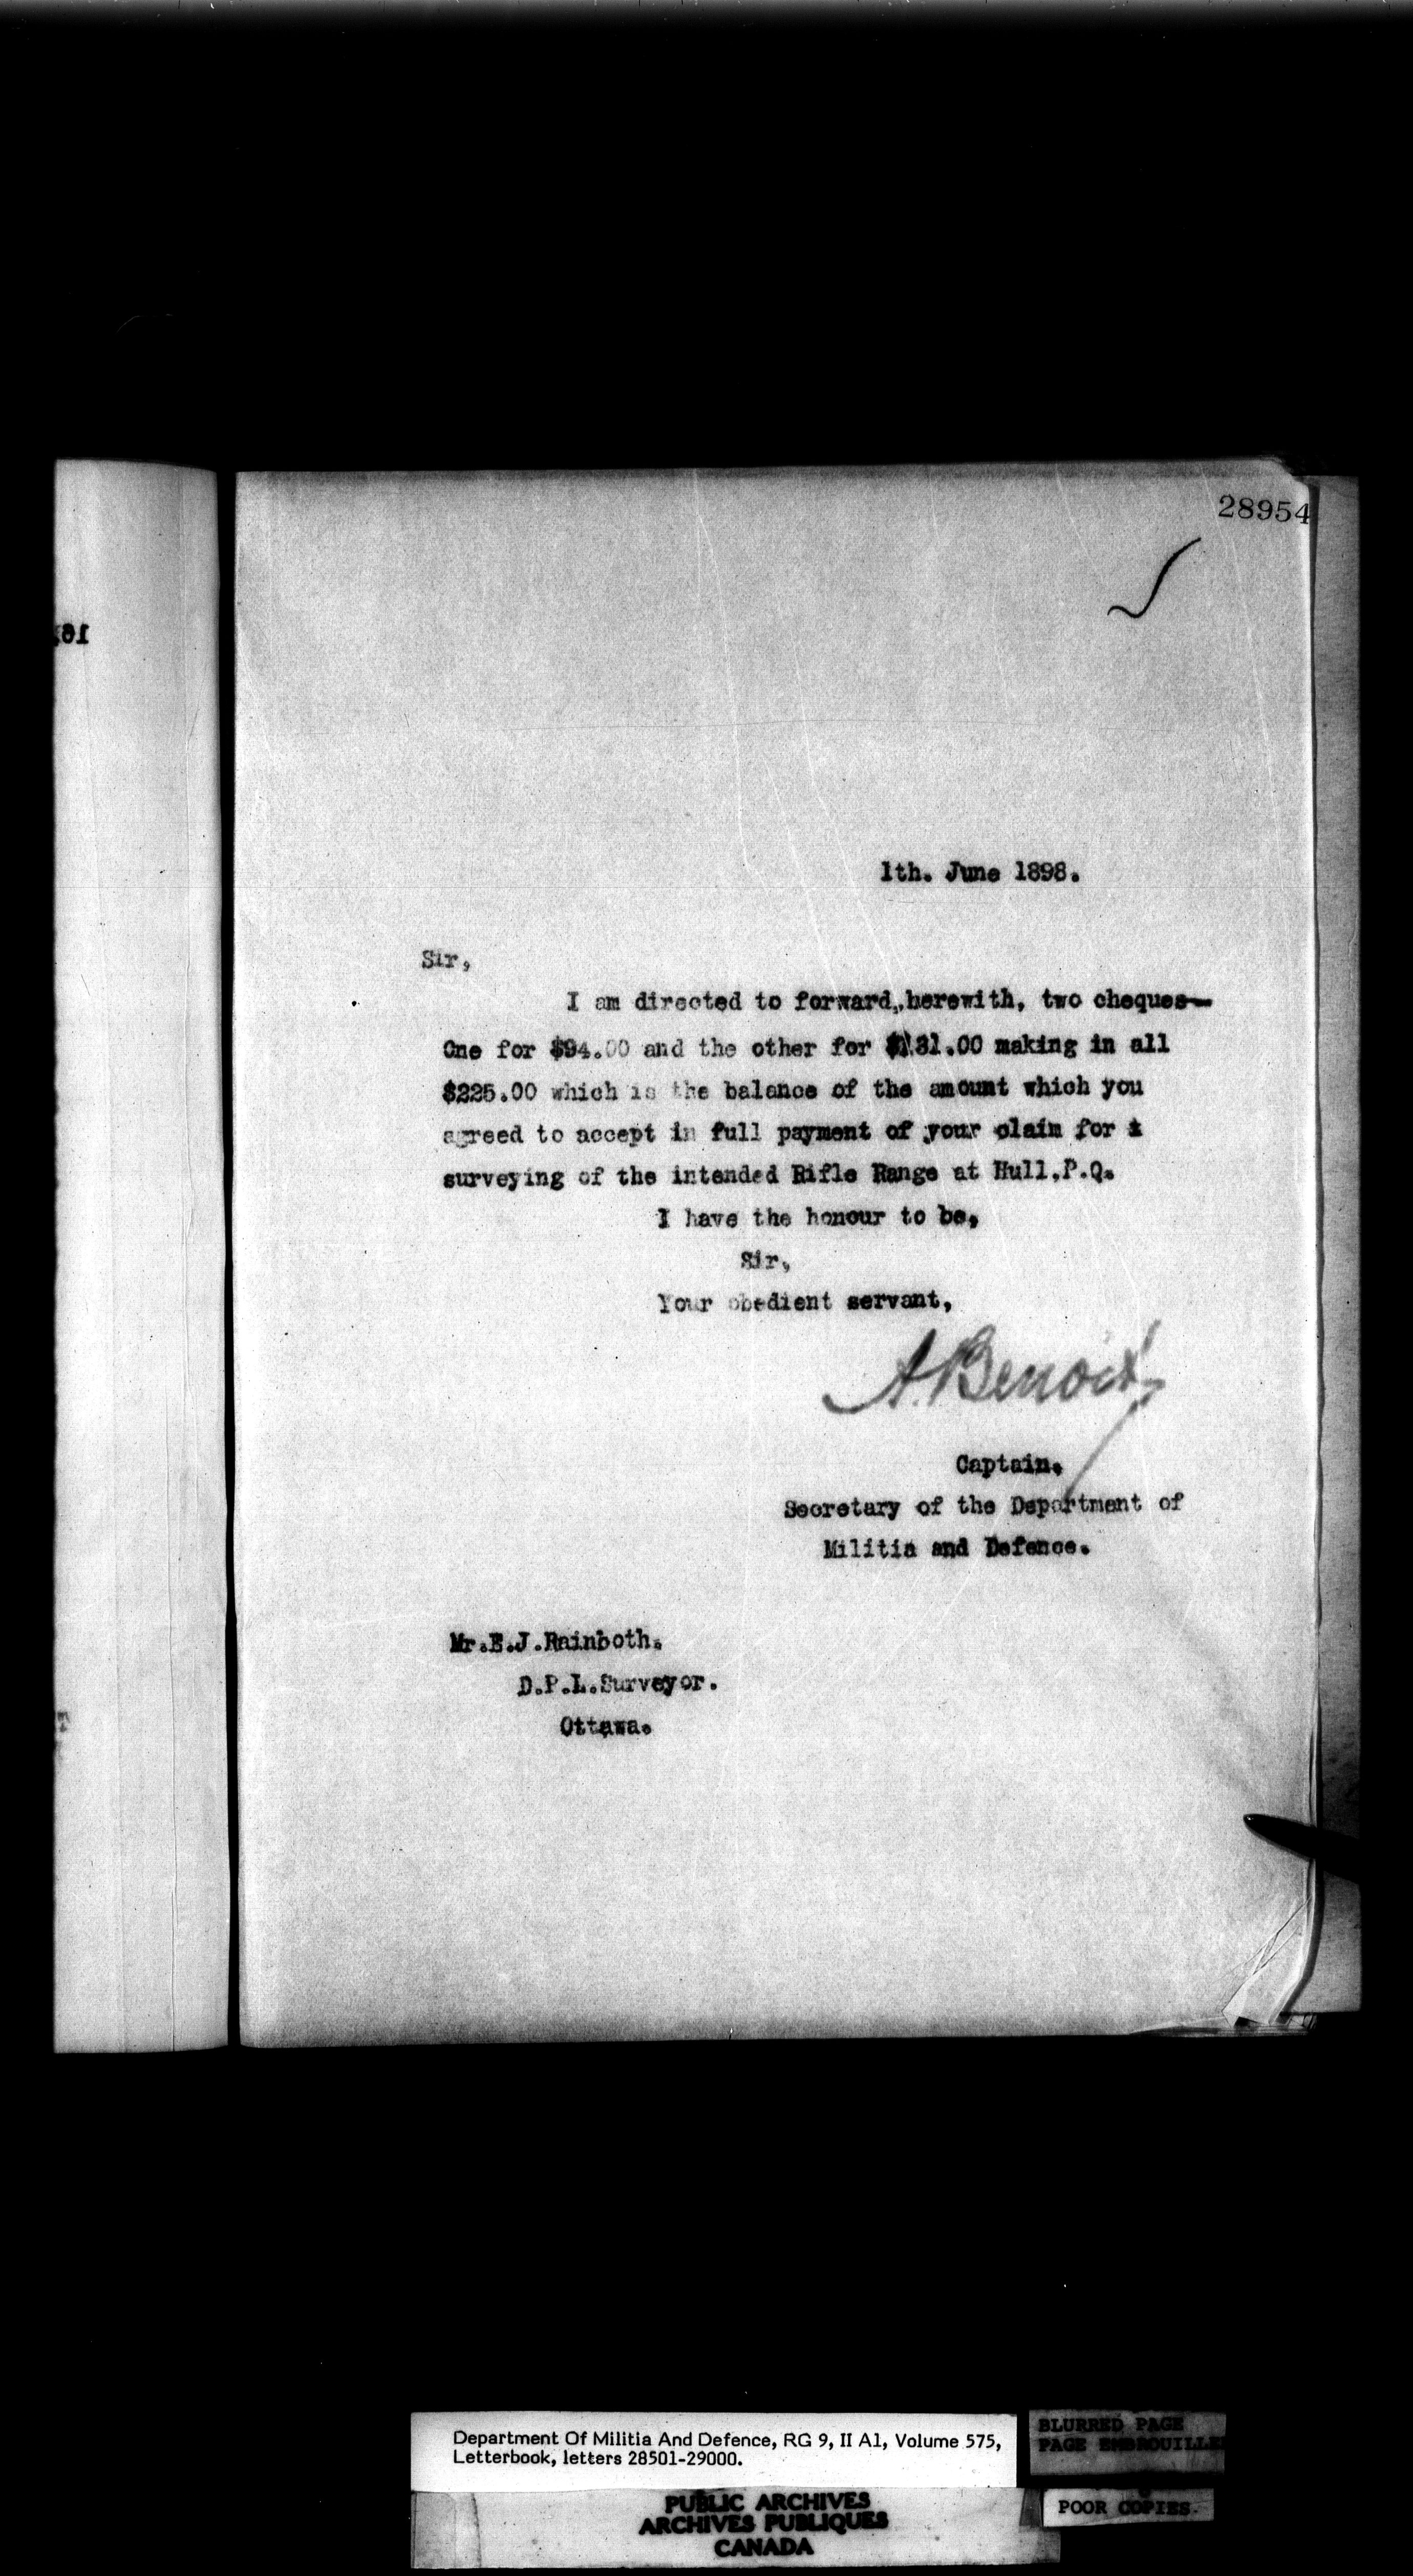 28954
1th. June 1898.
Sir,
I am directed to forward, herewith, two cheques—
One for $94.00 and the other for $131.00 making in all
$225.00 which is the balance of the amount which you
agreed to accept in full payment of your claim for
surveying of the intended Rifle Range at Hull,P.Q.
I have the honour to be,
Sir,
Your obedient servant,
A. Benoit,
Captain.
Secretary of the Department of
Militia and Defence.
Mr.E.J.Rainboth.
D.P.L.Surveyor.
Ottawa.
Department Of Militia And Defence, RG 9, II A1, Volume 575,
Letterbook, letters 28501-29000.
BLURRED PAGE
PAGE EMBROUILLE
POOR COPIES.
PUBLIC ARCHIVES
ARCHIVES PUBLIQUES
CANADA